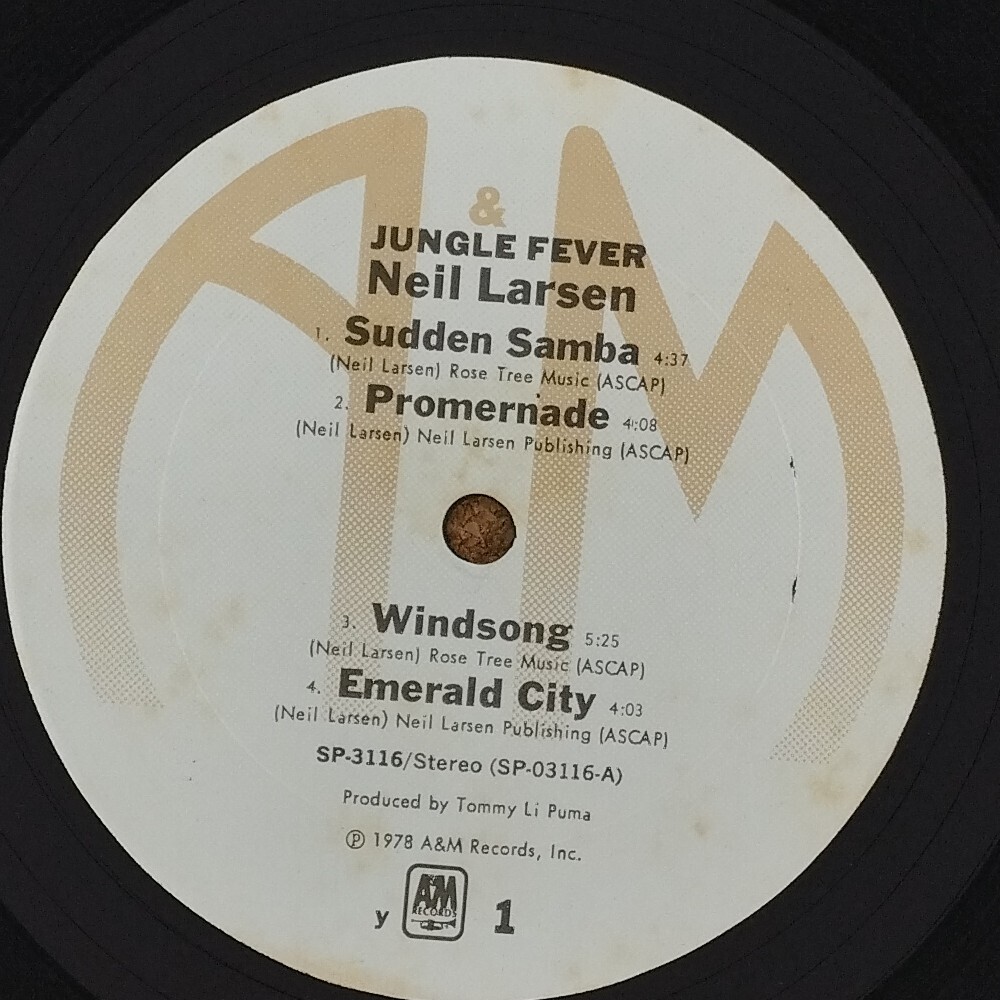 &
JUNGLE FEVER
Neil Larsen
1. Sudden Samba 4:37
(Neil Larsen) Rose Tree Music (ASCAP)
2. Promernade 4:08
(Neil Larsen) Neil Larsen Publishing (ASCAP)
3. Windsong 5:25
(Neil Larsen) Rose Tree Music (ASCAP)
4. Emerald City 4:03
(Neil Larsen) Neil Larsen Publishing (ASCAP)
SP-3116/Stereo (SP-03116-A)
Produced by Tommy Li Puma
℗ 1978 A&M Records, Inc.
y A&M RECORDS 1